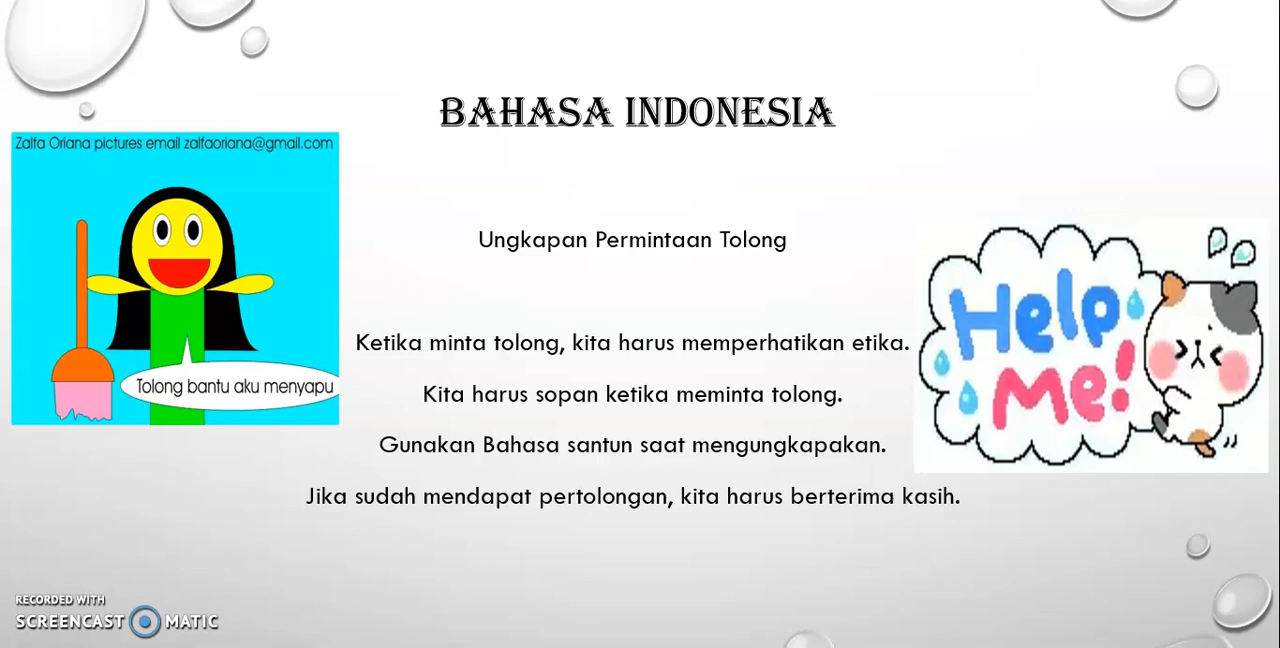 BAHASA INDONESIA
Zalfa Oriana pictures email zalfaoriana@gmail.com
Tolong bantu aku menyapu
Ungkapan Permintaan Tolong
Ketika minta tolong, kita harus memperhatikan etika.
Kita harus sopan ketika meminta tolong.
Gunakan Bahasa santun saat mengungkapakan.
Jika sudah mendapat pertolongan, kita harus berterima kasih.
Help
Me!
RECORDED WITH
SCREENCAST MATIC